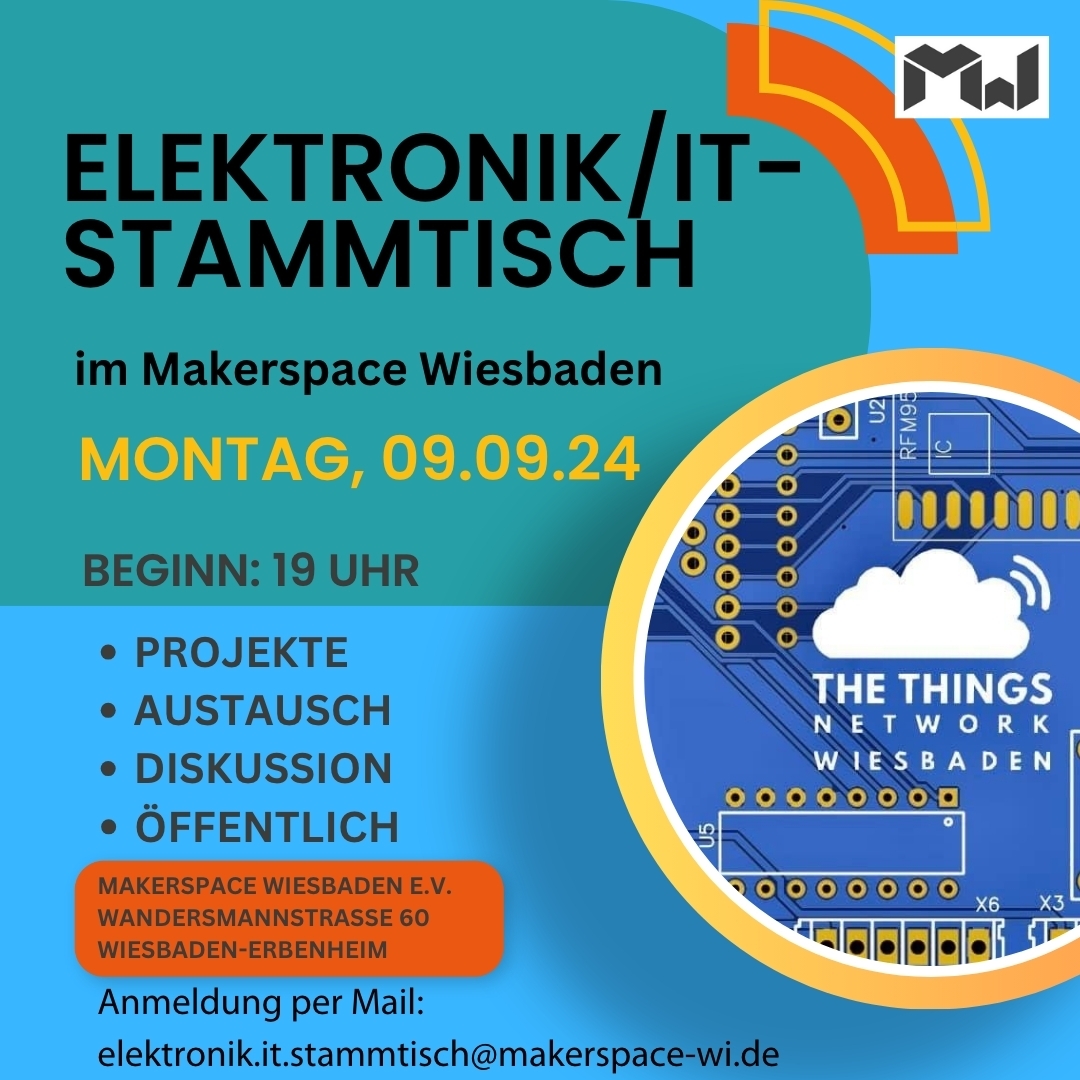 MW
ELEKTRONIK/IT-
STAMMTISCH
im Makerspace Wiesbaden
MONTAG, 09.09.24
BEGINN: 19 UHR
• PROJEKTE
• AUSTAUSCH
• DISKUSSION
• ÖFFENTLICH
MAKERSPACE WIESBADEN E.V.
WANDERSMANNSTRASSE 60
WIESBADEN-ERBENHEIM
Anmeldung per Mail:
elektronik.it.stammtisch@makerspace-wi.de
U2
RFM95
IC
THE THINGS
NETWORK
WIESBADEN
U5
X6
X3